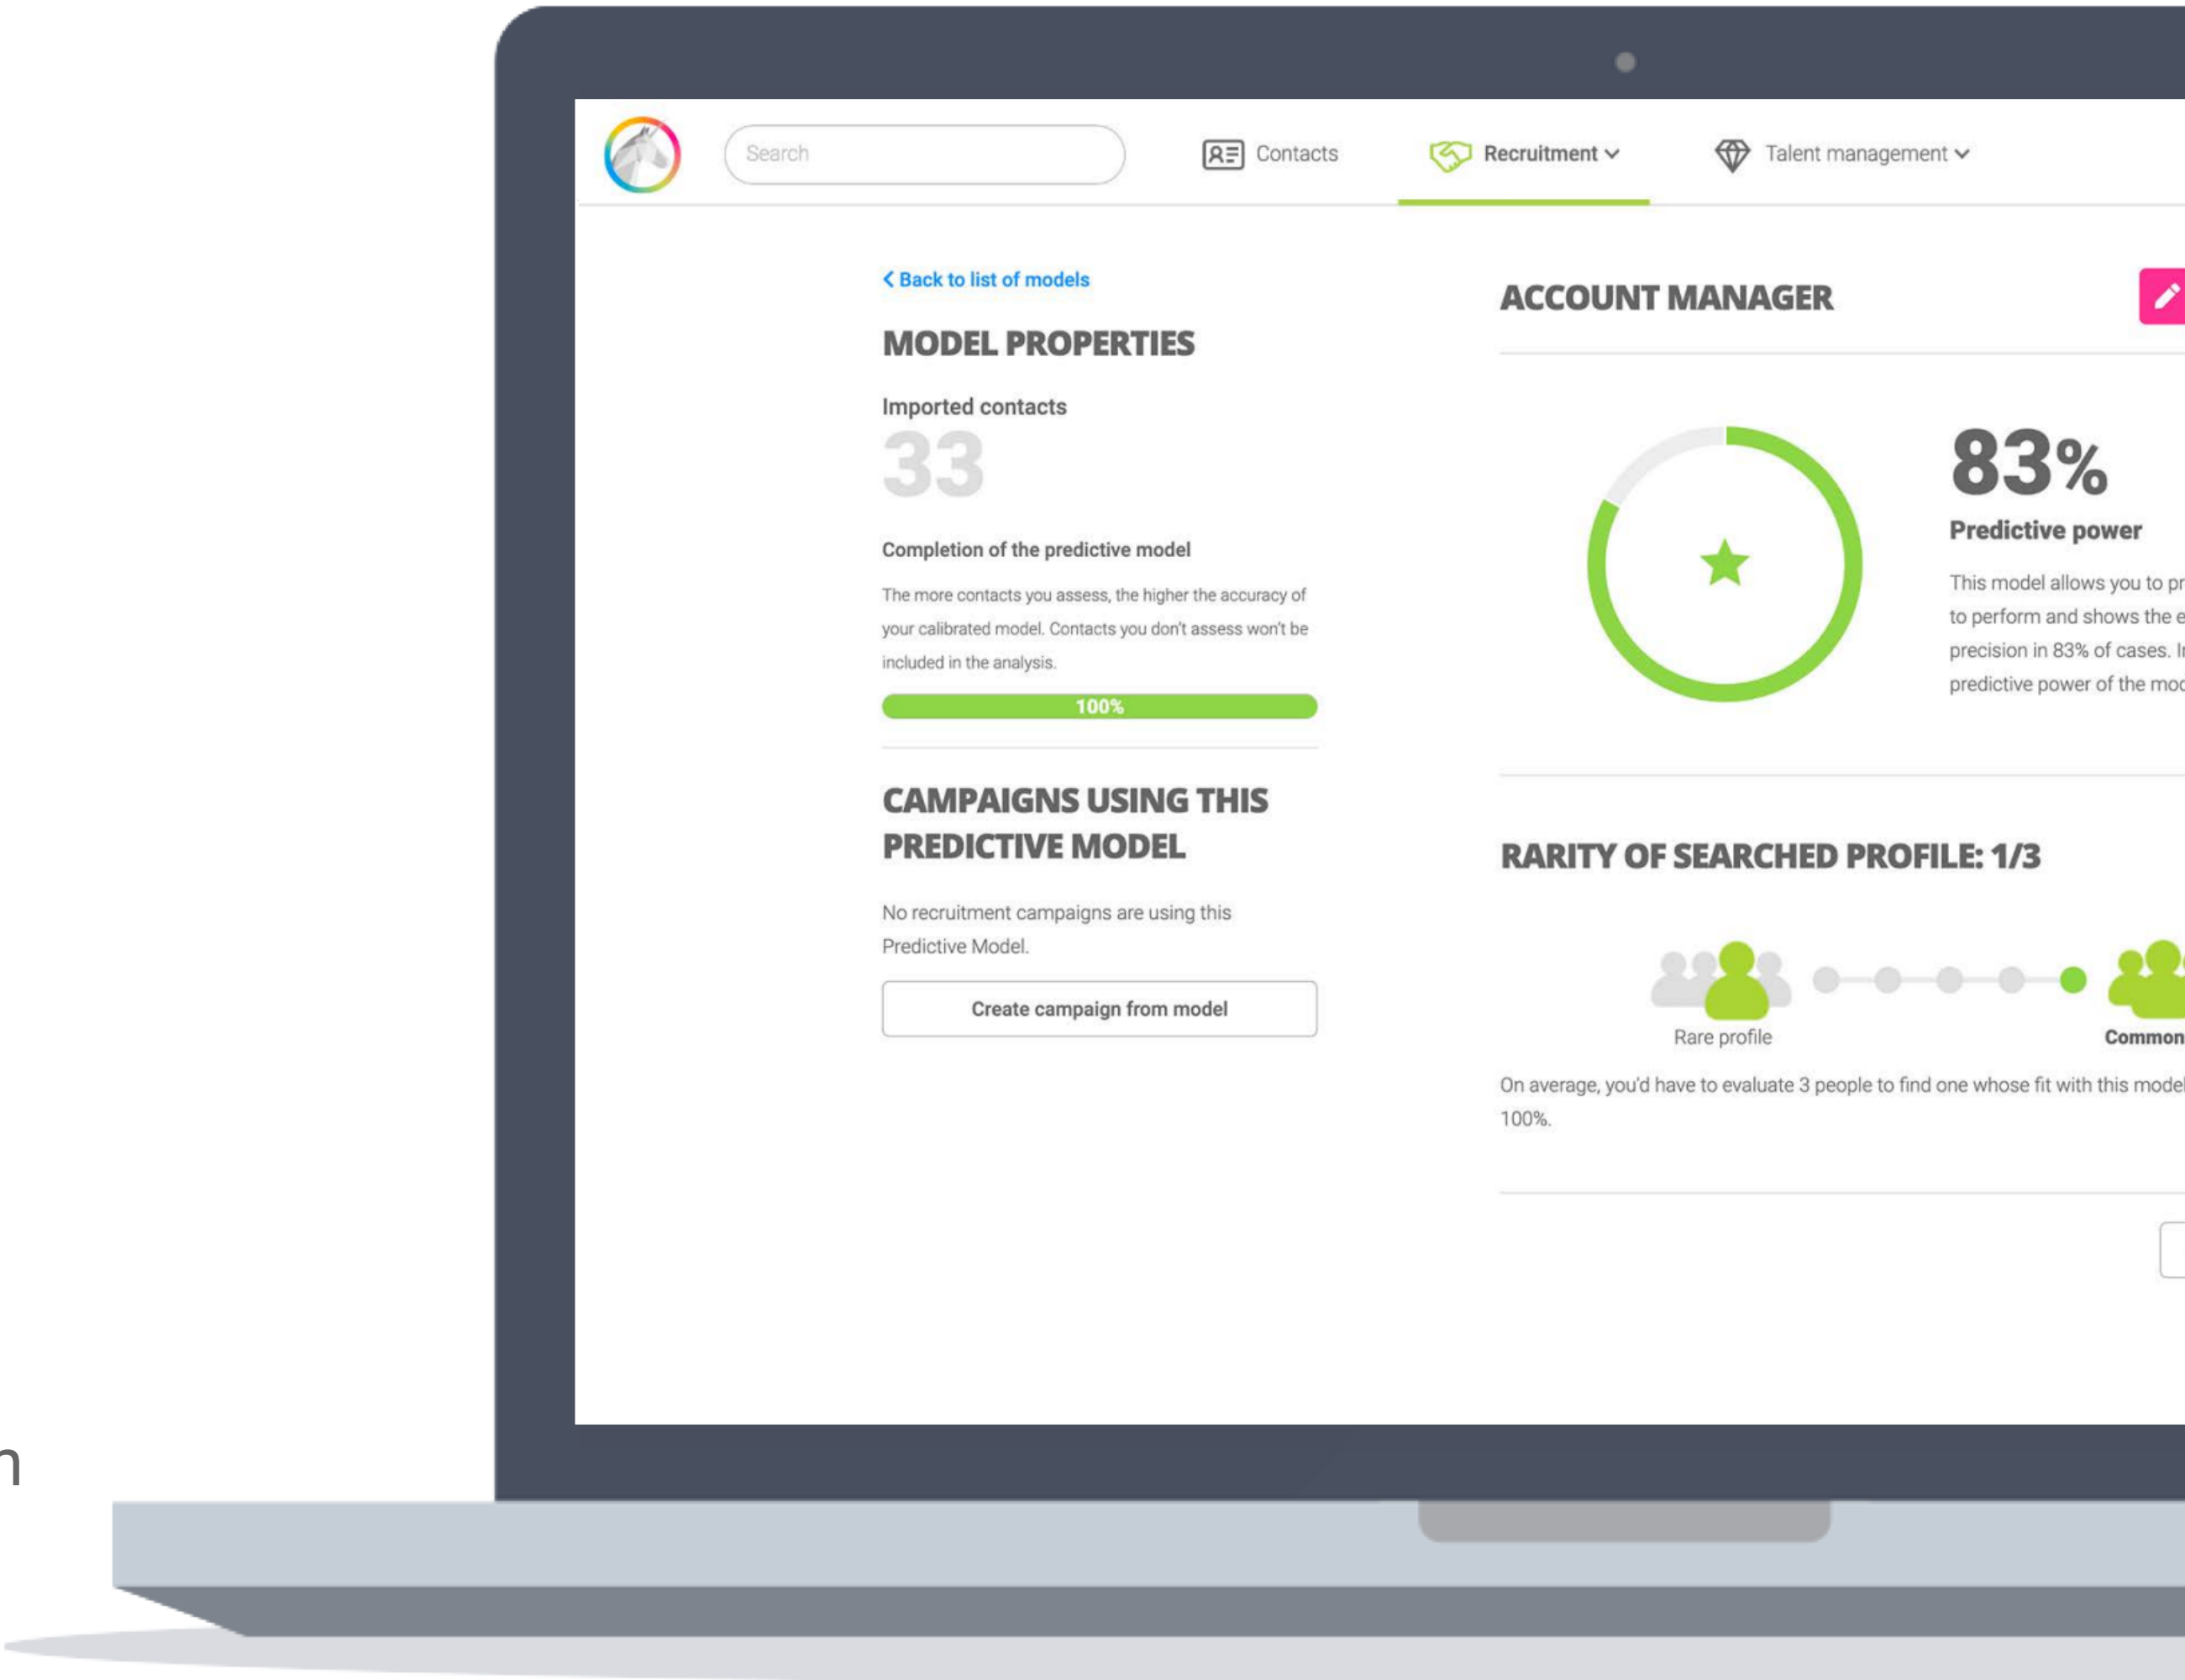 Search
Contacts
Recruitment
Talent management
Back to list of models
MODEL PROPERTIES
Imported contacts
33
Completion of the predictive model
The more contacts you assess, the higher the accuracy of
your calibrated model. Contacts you don't assess won't be
included in the analysis.
100%
CAMPAIGNS USING THIS
PREDICTIVE MODEL
No recruitment campaigns are using this
Predictive Model.
Create campaign from model
ACCOUNT MANAGER
83%
Predictive power
This model allows you to
to perform and shows the
precision in 83% of cases.
predictive power of the
RARITY OF SEARCHED PROFILE: 1/3
Rare profile
Common
On average, you'd have to evaluate 3 people to find one whose fit with this model
100%.